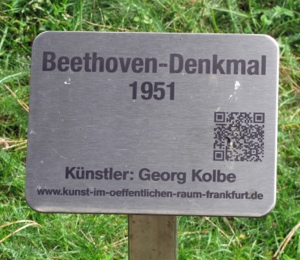 Beethoven-Denkmal
1951
Künstler: Georg Kolbe
www.kunst-im-oeffentlichen-raum-frankfurt.de